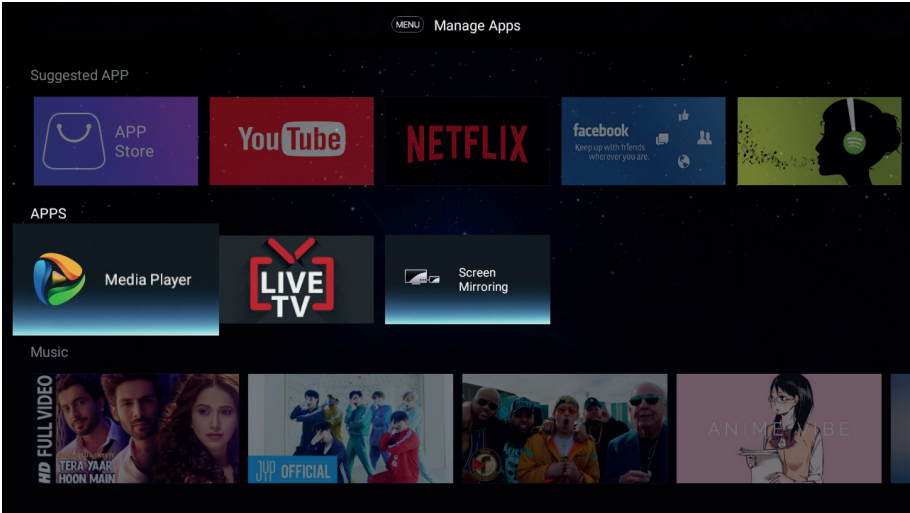 MENU Manage Apps
Suggested APP
APP
Store
YouTube
NETFLIX
facebook
Keep up with friends
wherever you are.
APPS
Media Player
LIVE
TV
Screen
Mirroring
Music
HD FULL VIDEO
TERA YAAR
HOON MAIN
JYP OFFICIAL
ANIME VIBE